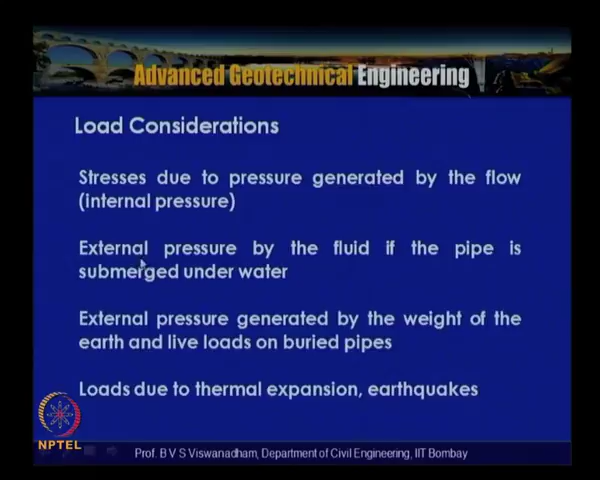 Advanced Geotechnical Engineering
Load Considerations
Stresses due to pressure generated by the flow
(internal pressure)
External pressure by the fluid if the pipe is
submerged under water
External pressure generated by the weight of the
earth and live loads on buried pipes
Loads due to thermal expansion, earthquakes
NPTEL
Prof. B V S Viswanadham, Department of Civil Engineering, IIT Bombay